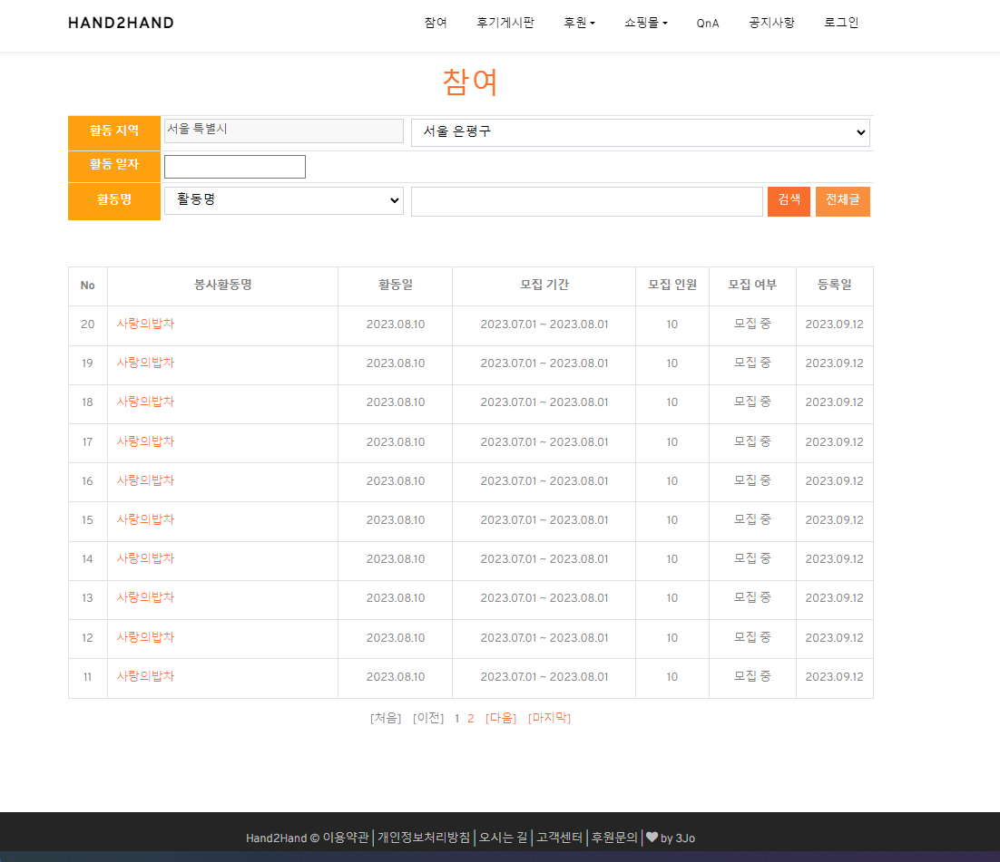 HAND2HAND 참여 후기게시판 후원 쇼핑몰 QnA 공지사항 로그인
참여
활동 지역 서울 특별시 서울 은평구
활동 일자
활동명 활동명 검색 전체글
No 봉사활동명 활동일 모집 기간 모집 인원 모집 여부 등록일
20 사랑의밥차 2023.08.10 2023.07.01 ~ 2023.08.01 10 모집 중 2023.09.12
19 사랑의밥차 2023.08.10 2023.07.01 ~ 2023.08.01 10 모집 중 2023.09.12
18 사랑의밥차 2023.08.10 2023.07.01 ~ 2023.08.01 10 모집 중 2023.09.12
17 사랑의밥차 2023.08.10 2023.07.01 ~ 2023.08.01 10 모집 중 2023.09.12
16 사랑의밥차 2023.08.10 2023.07.01 ~ 2023.08.01 10 모집 중 2023.09.12
15 사랑의밥차 2023.08.10 2023.07.01 ~ 2023.08.01 10 모집 중 2023.09.12
14 사랑의밥차 2023.08.10 2023.07.01 ~ 2023.08.01 10 모집 중 2023.09.12
13 사랑의밥차 2023.08.10 2023.07.01 ~ 2023.08.01 10 모집 중 2023.09.12
12 사랑의밥차 2023.08.10 2023.07.01 ~ 2023.08.01 10 모집 중 2023.09.12
11 사랑의밥차 2023.08.10 2023.07.01 ~ 2023.08.01 10 모집 중 2023.09.12
[처음] [이전] 1 2 [다음] [마지막]
Hand2Hand © 이용약관 | 개인정보처리방침 | 오시는 길 | 고객센터 | 후원문의 | ♥ by 3Jo